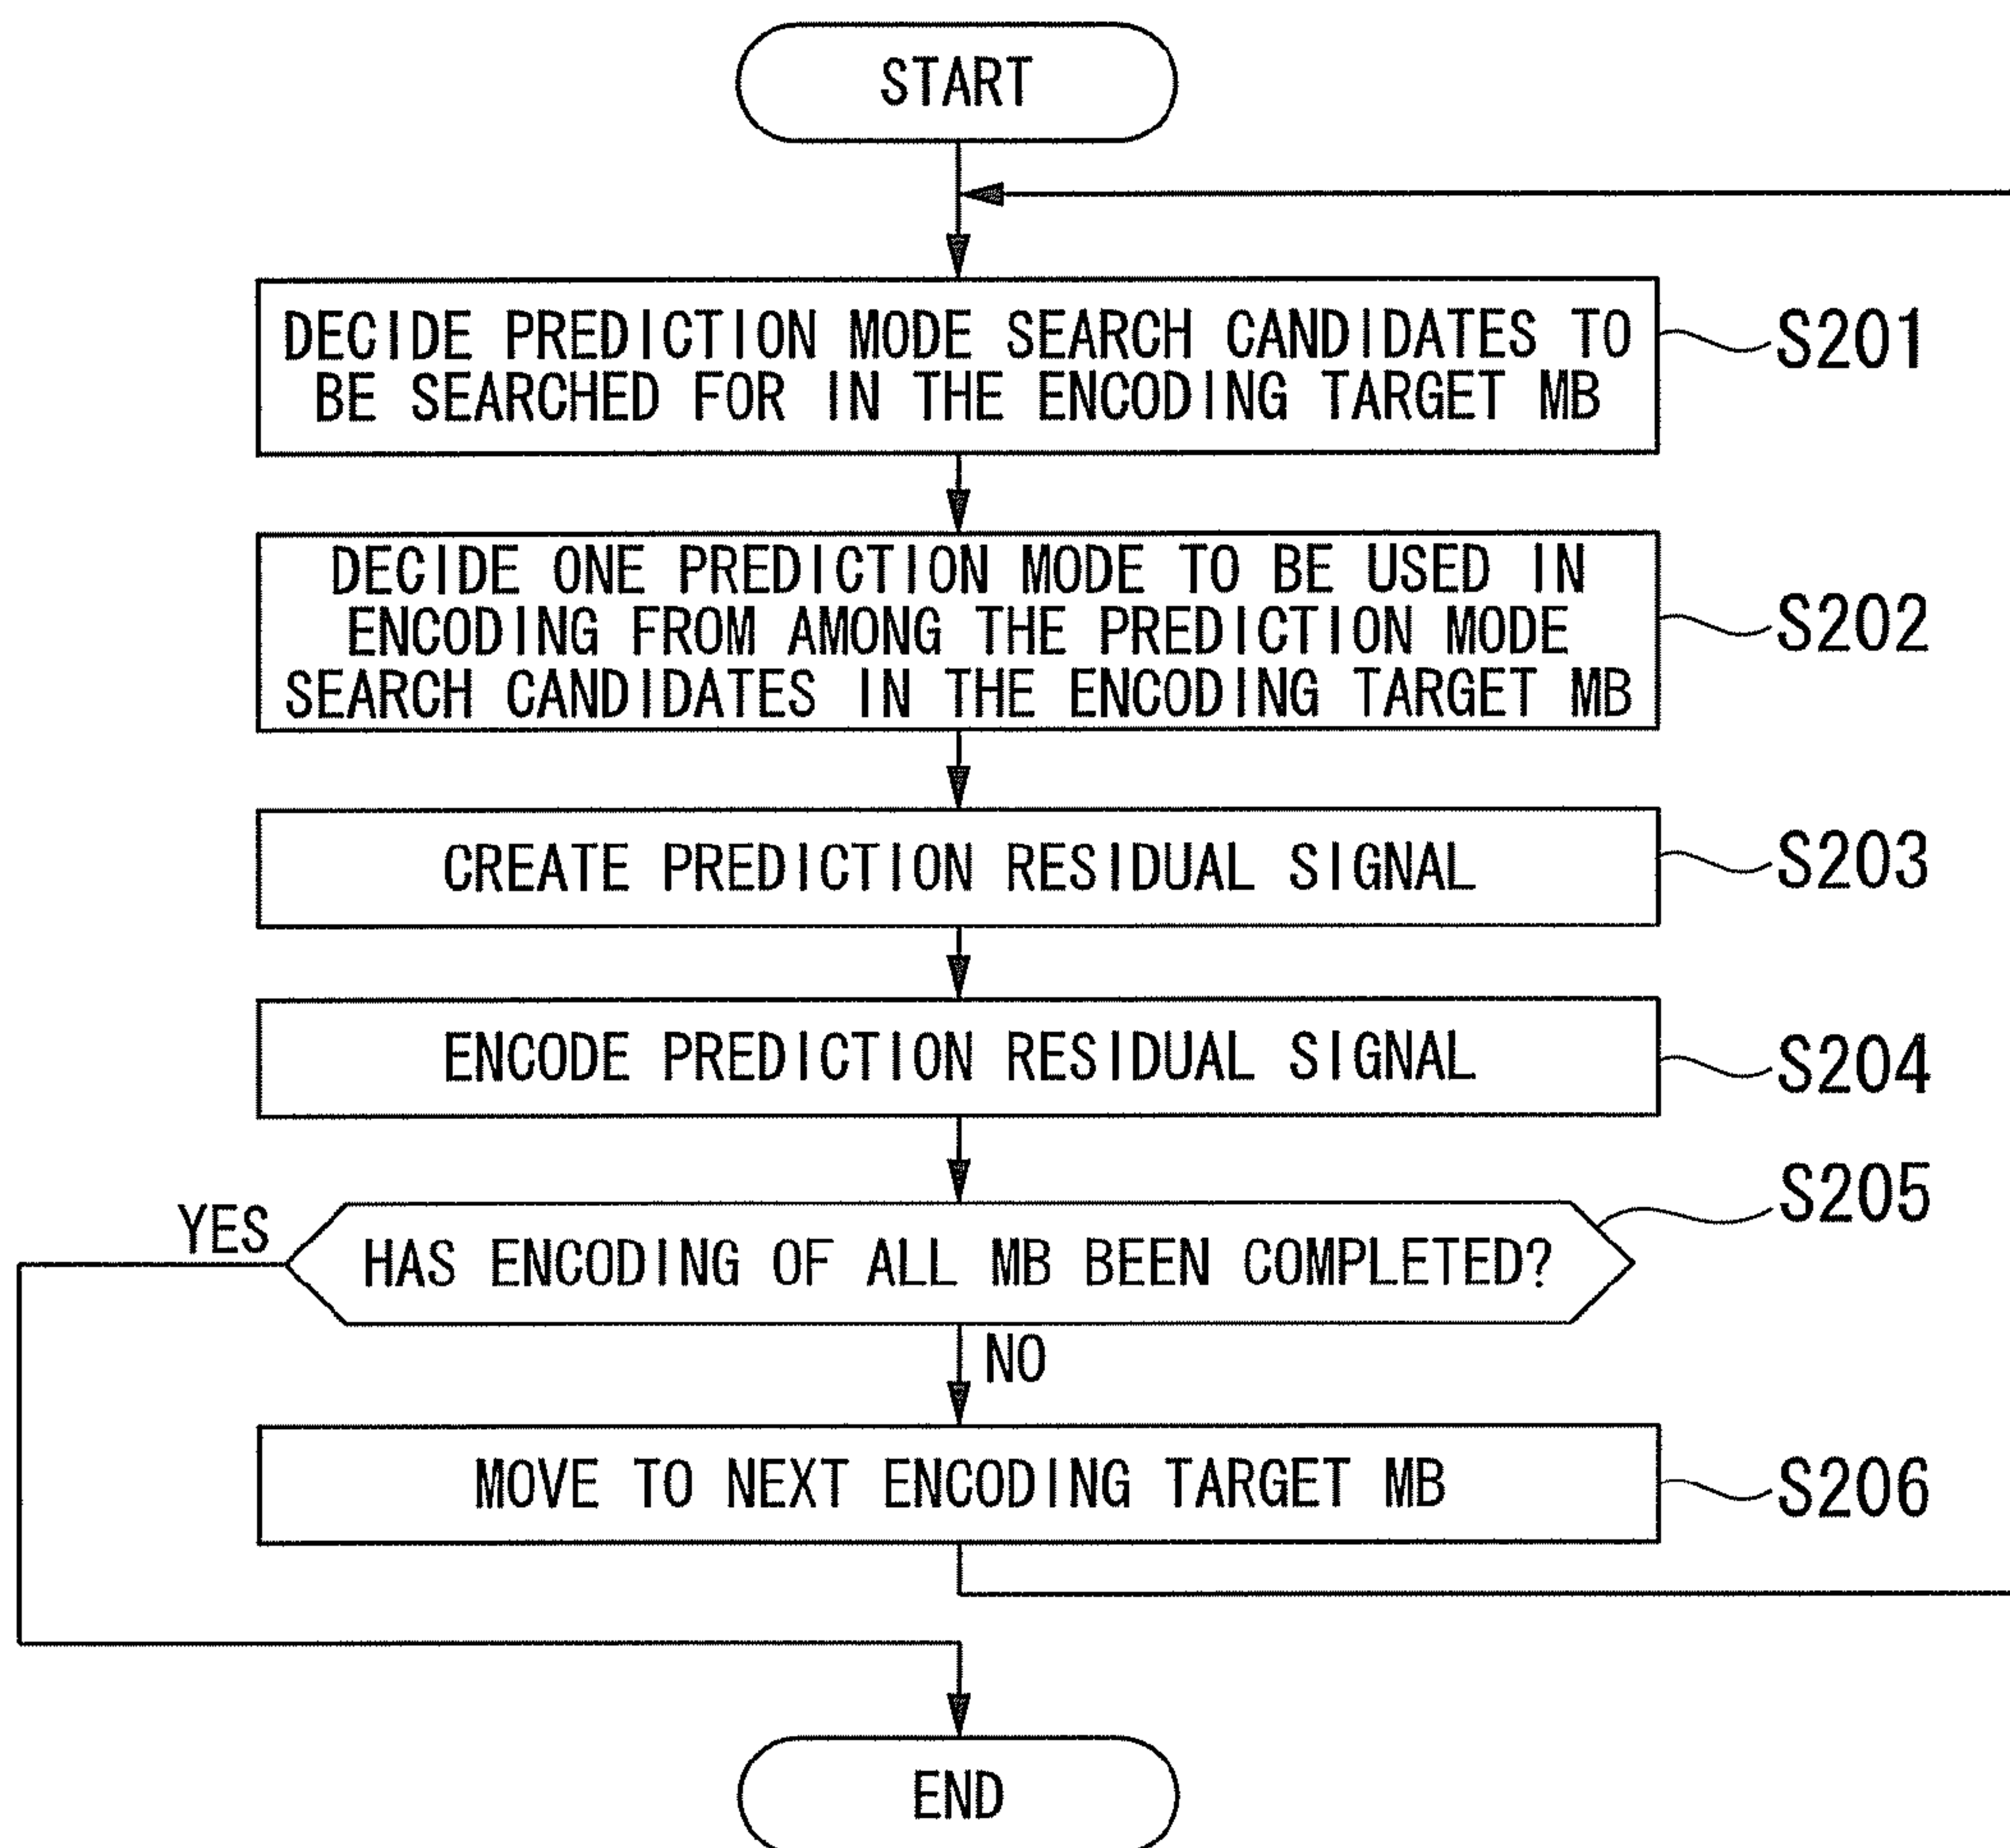 START
DECIDE PREDICTION MODE SEARCH CANDIDATES TO
BE SEARCHED FOR IN THE ENCODING TARGET MB
S201
DECIDE ONE PREDICTION MODE TO BE USED IN
ENCODING FROM AMONG THE PREDICTION MODE
SEARCH CANDIDATES IN THE ENCODING TARGET MB
S202
CREATE PREDICTION RESIDUAL SIGNAL
S203
ENCODE PREDICTION RESIDUAL SIGNAL
S204
S205
YES
HAS ENCODING OF ALL MB BEEN COMPLETED?
NO
MOVE TO NEXT ENCODING TARGET MB
S206
END